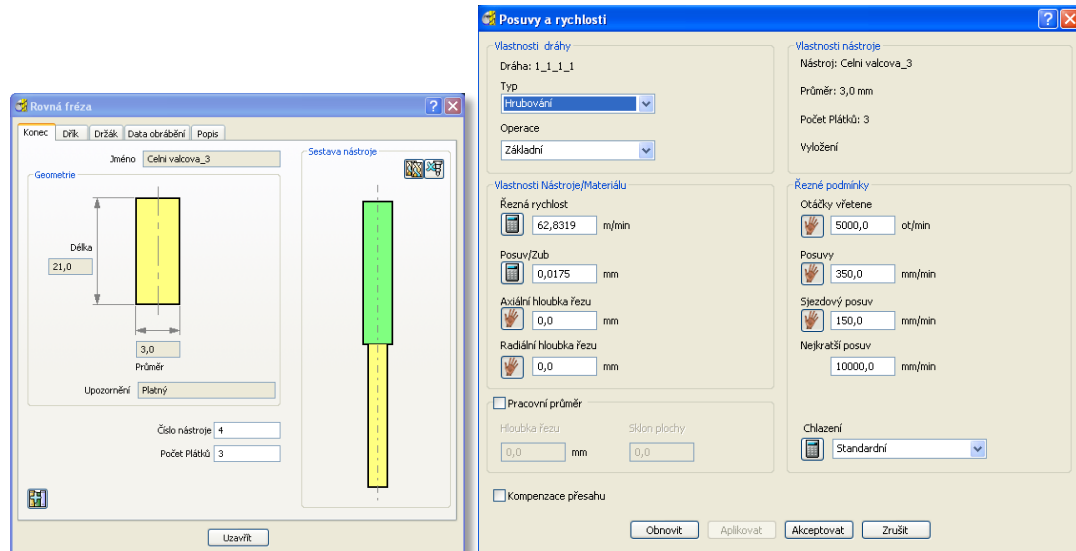 Rovná fréza
Konec Dřík Držák Data obrábění Popis
Jméno Celni valcova_3
Geometrie
Délka
21,0
3,0
Průměr
Upozornění Platný
Číslo nástroje 4
Počet Plátků 3
Sestava nástroje
Uzavřít
Posuvy a rychlosti
Vlastnosti dráhy
Dráha: 1_1_1_1
Typ
Hrubování
Operace
Základní
Vlastnosti nástroje
Nástroj: Celni valcova_3
Průměr: 3,0 mm
Počet Plátků: 3
Vyložení
Vlastnosti Nástroje/Materiálu
Řezná rychlost
62,8319 m/min
Posuv/Zub
0,0175 mm
Axiální hloubka řezu
0,0 mm
Radiální hloubka řezu
0,0 mm
Řezné podmínky
Otáčky vřetene
5000,0 ot/min
Posuvy
350,0 mm/min
Sjezdový posuv
150,0 mm/min
Nejkratší posuv
10000,0 mm/min
Pracovní průměr
Hloubka řezu Sklon plochy
0,0 mm 0,0
Chlazení
Standardní
Kompenzace přesahu
Obnovit Aplikovat Akceptovat Zrušit